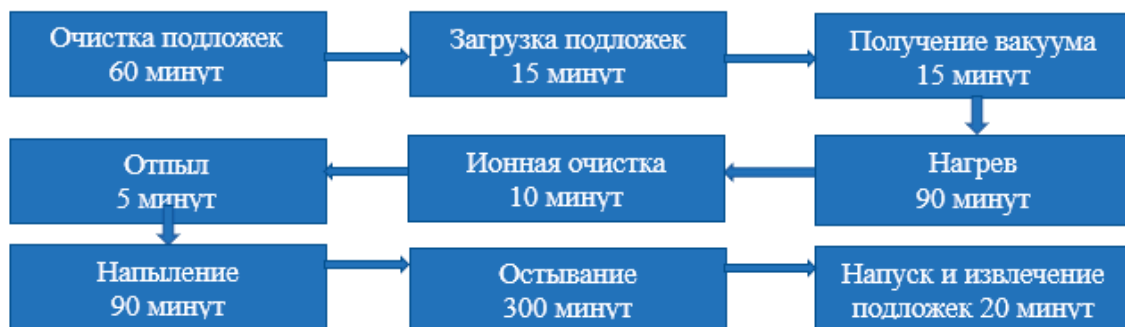 Очистка подложек
60 минут
Загрузка подложек
15 минут
Получение вакуума
15 минут
Нагрев
90 минут
Ионная очистка
10 минут
Отпыл
5 минут
Напыление
90 минут
Остывание
300 минут
Напуск и извлечение
подложек 20 минут